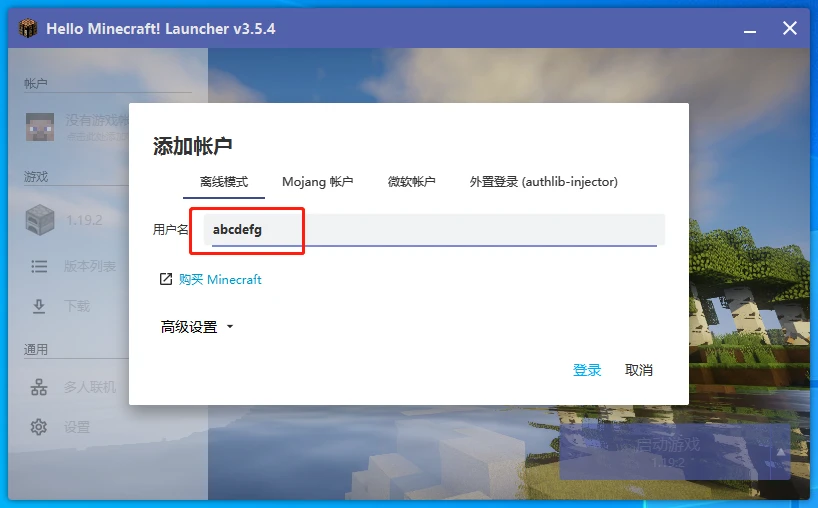 Hello Minecraft! Launcher v3.5.4
帐户
没有游戏帐
游戏
1.19.2
版本列表
下载
通用
多人联机
设置
添加帐户
离线模式
Mojang 帐户
微软帐户
外置登录 (authlib-injector)
用户名
abcdefg
购买 Minecraft
高级设置
登录
取消
启动游戏
1.19.2